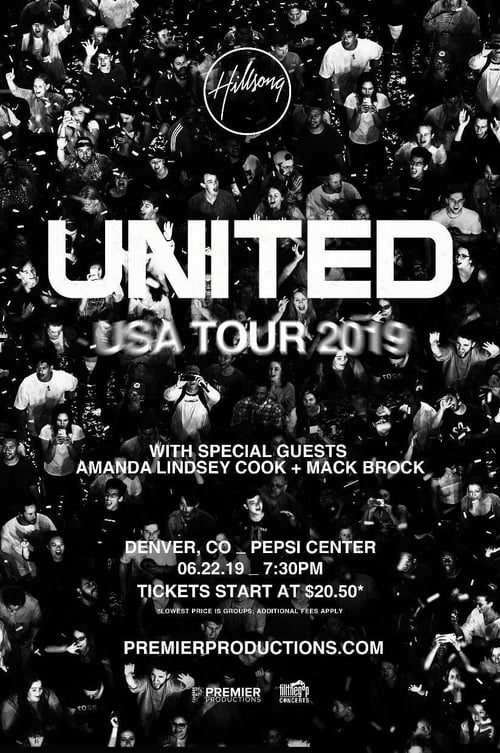 Hillsong
UNITED
USA TOUR 2019
WITH SPECIAL GUESTS
AMANDA LINDSEY COOK + MACK BROCK
DENVER, CO _ PEPSI CENTER
06.22.19 _ 7:30PM
TICKETS START AT $20.50*
*LOWEST PRICE IS GROUPS; ADDITIONAL FEES APPLY
PREMIERPRODUCTIONS.COM
PREMIER
PRODUCTIONS
fillthegap
CONCERTS